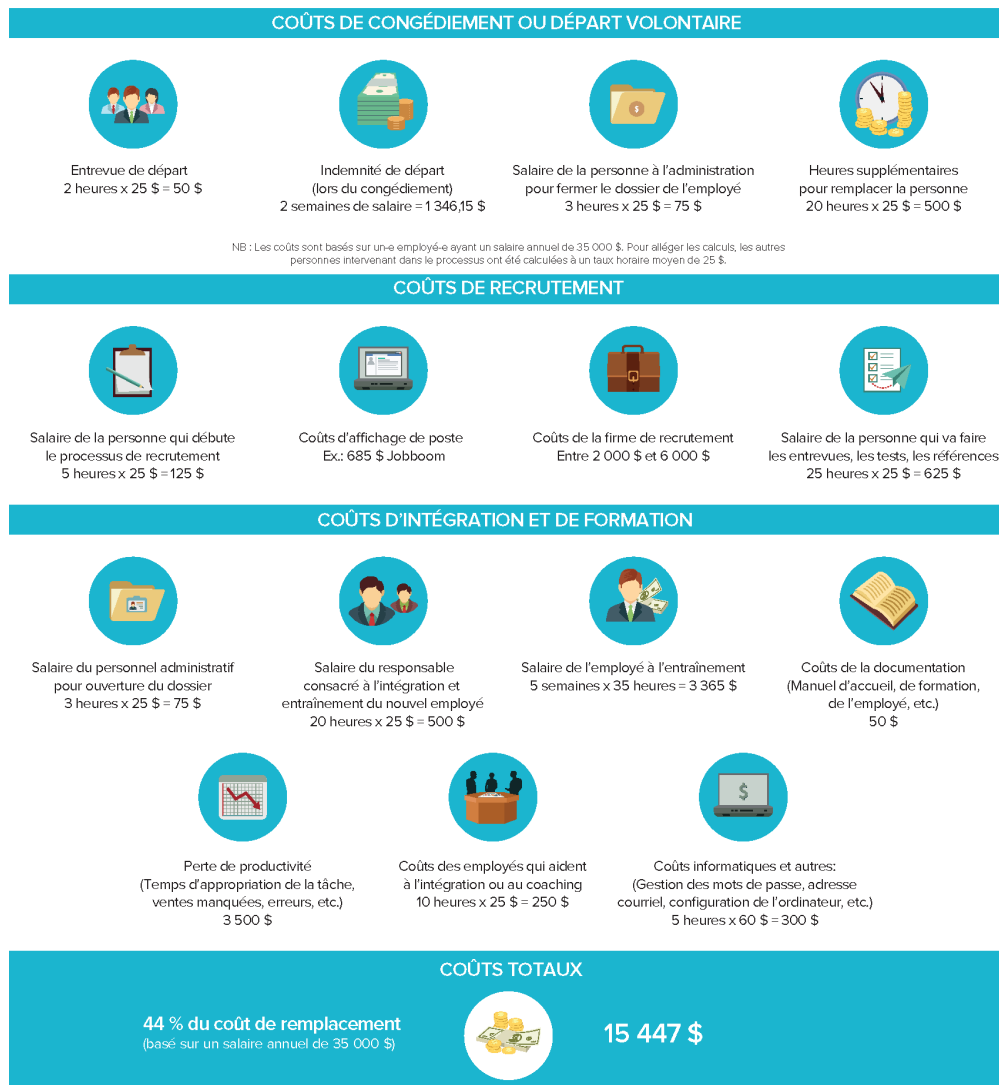 COÛTS DE CONGÉDIEMENT OU DÉPART VOLONTAIRE
Entrevue de départ
2 heures x 25 $ = 50 $
Indemnité de départ
(lors du congédiement)
2 semaines de salaire = 1 346,15 $
Salaire de la personne à l'administration
pour fermer le dossier de l'employé
3 heures x 25 $ = 75 $
Heures supplémentaires
pour remplacer la personne
20 heures x 25 $ = 500 $
NB : Les coûts sont basés sur un-e employé-e ayant un salaire annuel de 35 000 $. Pour alléger les calculs, les autres
personnes intervenant dans le processus ont été calculées à un taux horaire moyen de 25 $.
COÛTS DE RECRUTEMENT
Salaire de la personne qui débute
le processus de recrutement
5 heures x 25 $ = 125 $
Coûts d'affichage de poste
Ex.: 685 $ Jobboom
Coûts de la firme de recrutement
Entre 2 000 $ et 6 000 $
Salaire de la personne qui va faire
les entrevues, les tests, les références
25 heures x 25 $ = 625 $
COÛTS D'INTÉGRATION ET DE FORMATION
Salaire du personnel administratif
pour ouverture du dossier
3 heures x 25 $ = 75 $
Salaire du responsable
consacré à l'intégration et
entraînement du nouvel employé
20 heures x 25 $ = 500 $
Salaire de l'employé à l'entraînement
5 semaines x 35 heures = 3 365 $
Coûts de la documentation
(Manuel d'accueil, de formation,
de l'employé, etc.)
50 $
Perte de productivité
(Temps d'appropriation de la tâche,
ventes manquées, erreurs, etc.)
3 500 $
Coûts des employés qui aident
à l'intégration ou au coaching
10 heures x 25 $ = 250 $
Coûts informatiques et autres:
(Gestion des mots de passe, adresse
courriel, configuration de l'ordinateur, etc.)
5 heures x 60 $ = 300 $
COÛTS TOTAUX
44 % du coût de remplacement
(basé sur un salaire annuel de 35 000 $)
15 447 $